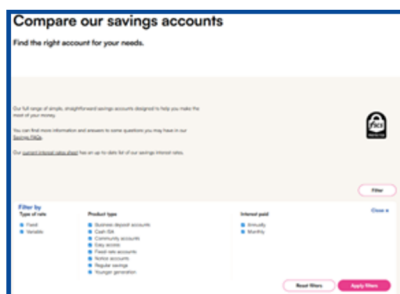 Compare our savings accounts
Find the right account for your needs.
Our full range of simple, straightforward savings accounts designed to help you make the
most of your money.
You can find more information and answers to some questions you may have in our
Savings FAQs.
Our current interest rates sheet has an up to date list of our savings interest rates.
Filter
Filter by
Close
Type of rate
Product type
Interest paid
Fixed
Variable
Business deposit accounts
Cash ISA
Community accounts
Easy access
Fixed rate accounts
Notice accounts
Regular savings
Younger generation
Annually
Monthly
Reset filters
Apply filters